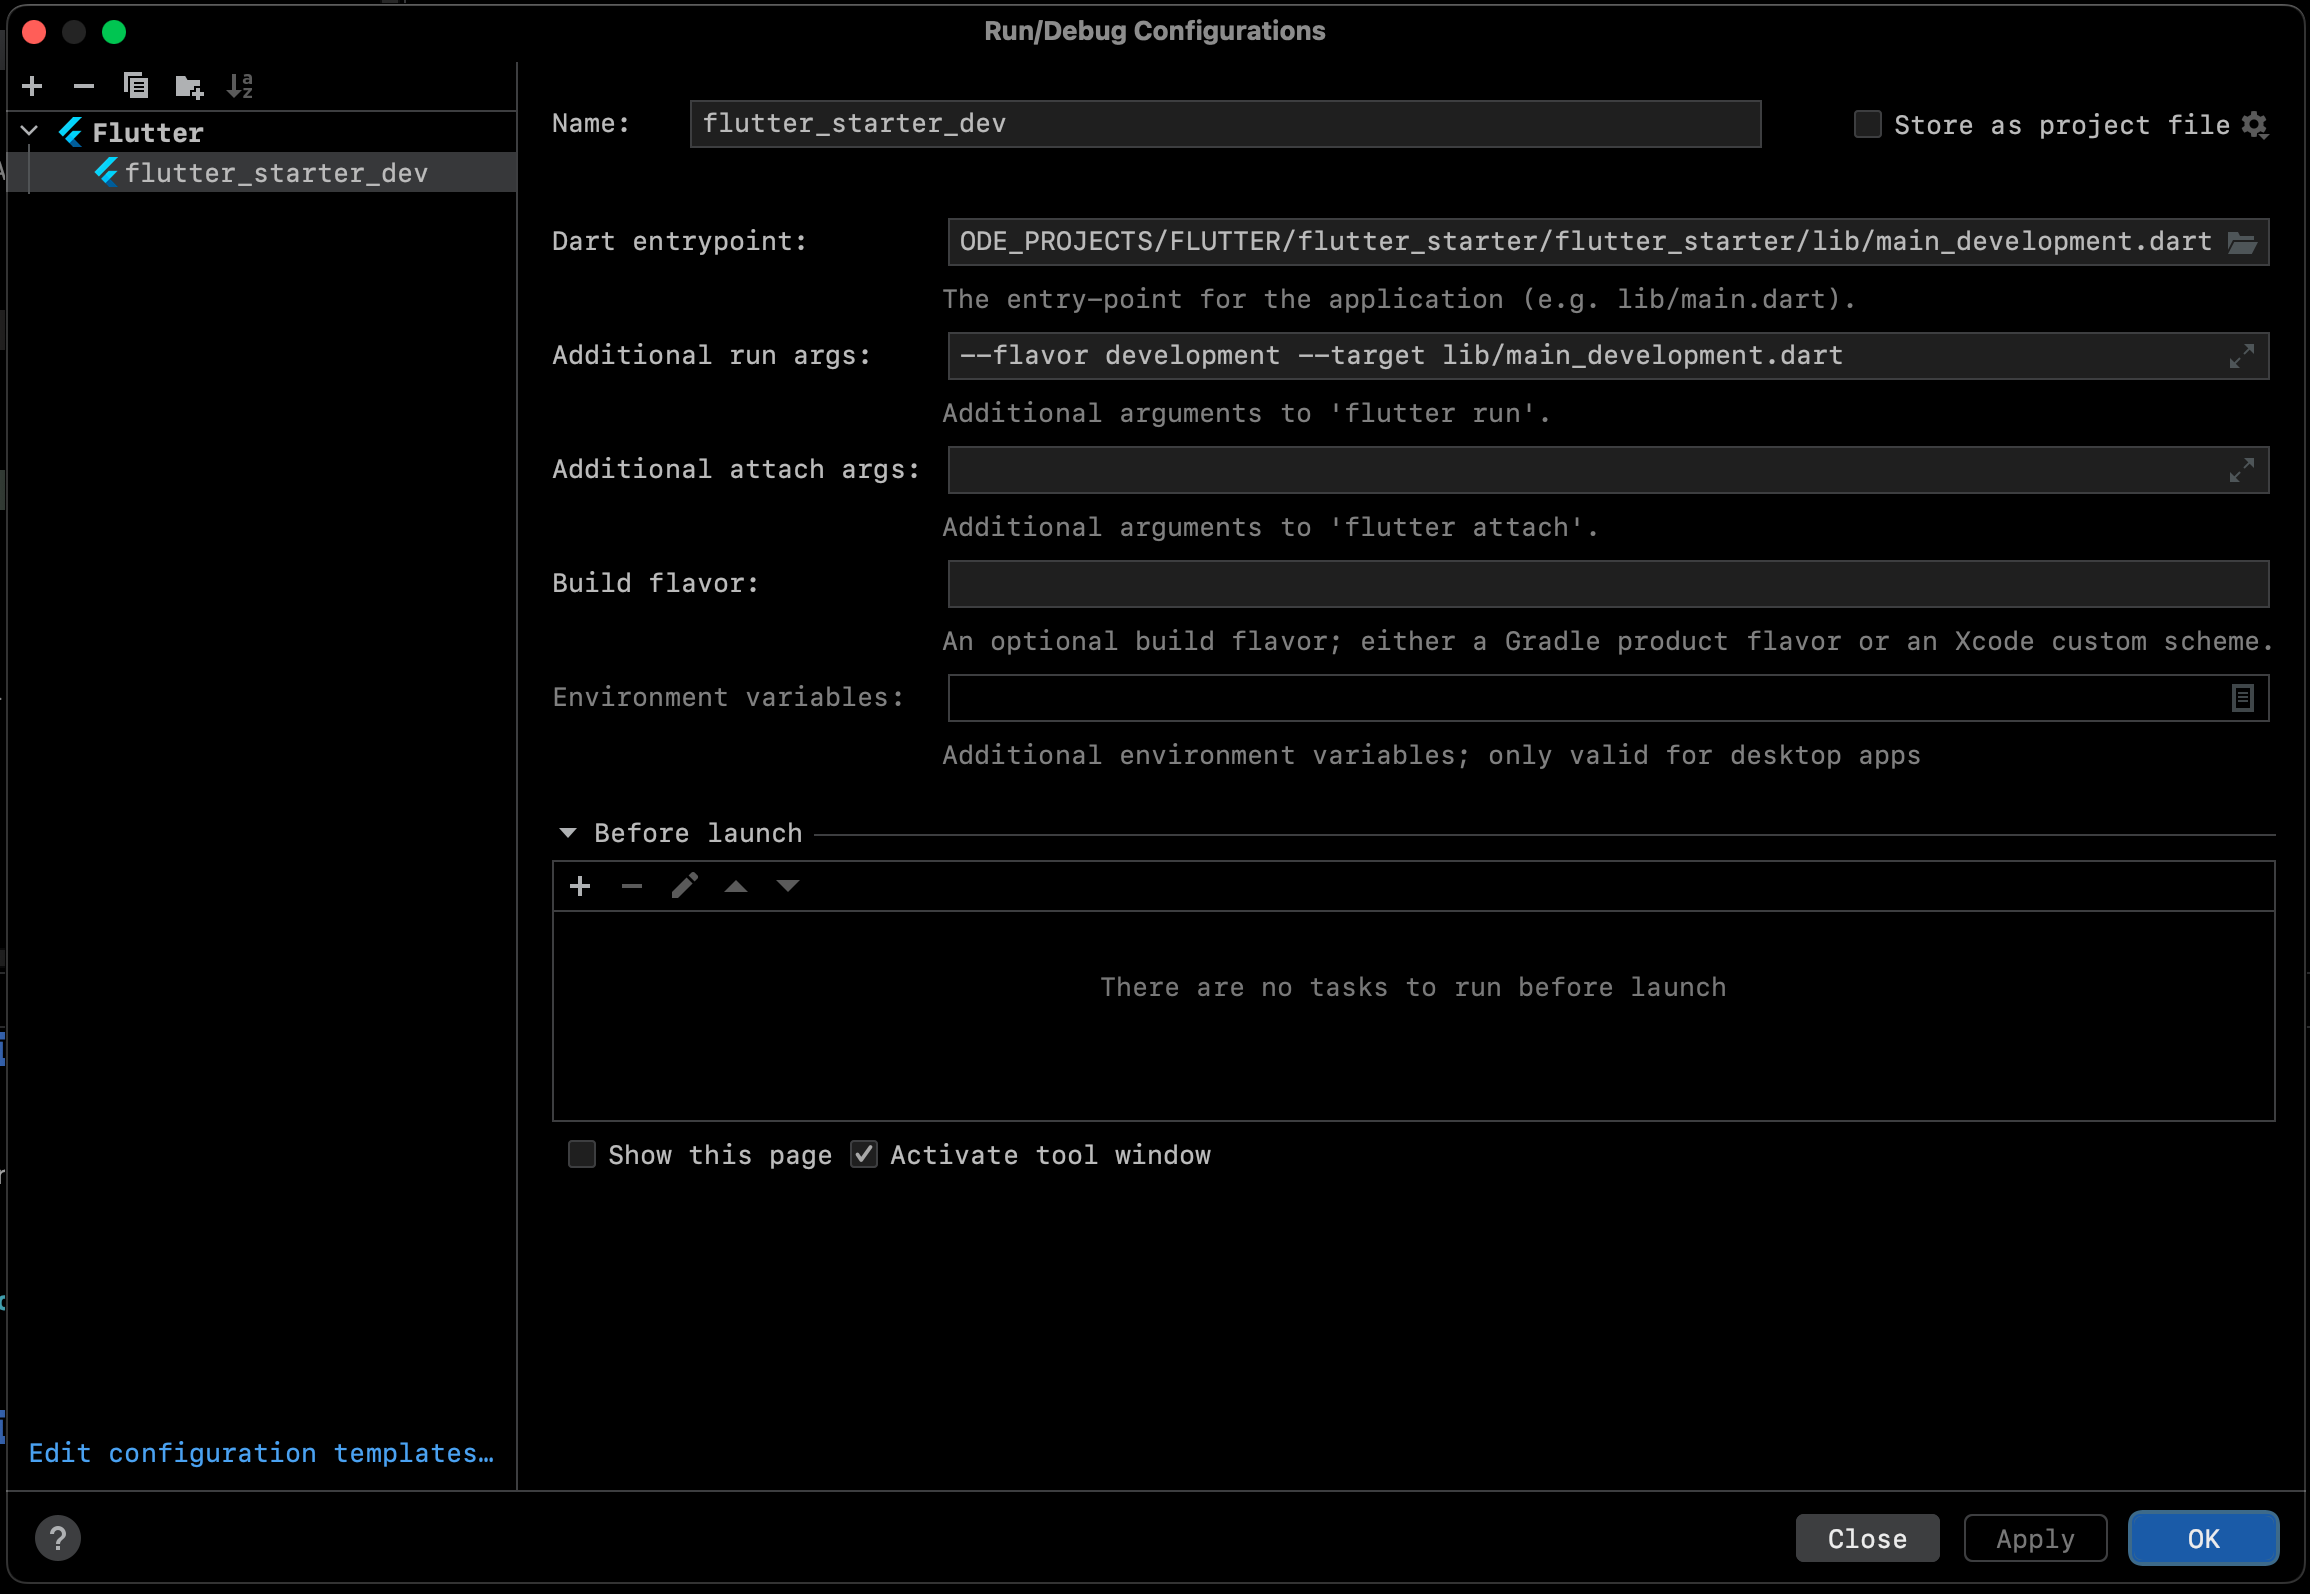 Run/Debug Configurations
Flutter
flutter_starter_dev
Edit configuration templates…
Name:
flutter_starter_dev
Store as project file
Dart entrypoint:
ODE_PROJECTS/FLUTTER/flutter_starter/flutter_starter/lib/main_development.dart
The entry-point for the application (e.g. lib/main.dart).
Additional run args:
--flavor development --target lib/main_development.dart
Additional arguments to 'flutter run'.
Additional attach args:
Additional arguments to 'flutter attach'.
Build flavor:
An optional build flavor; either a Gradle product flavor or an Xcode custom scheme.
Environment variables:
Additional environment variables; only valid for desktop apps
Before launch
There are no tasks to run before launch
Show this page
Activate tool window
?
Close
Apply
OK